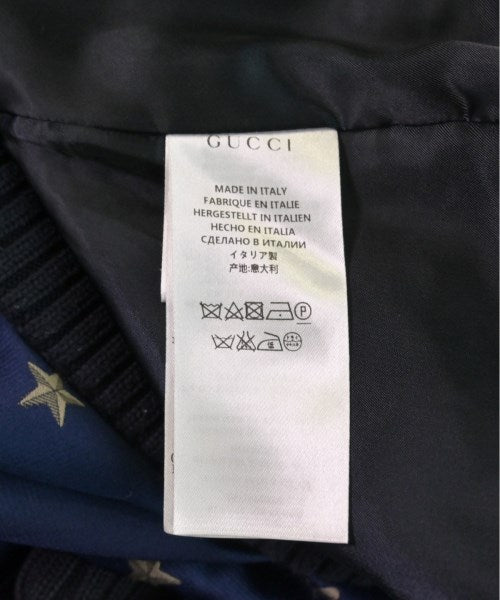 GUCCI
MADE IN ITALY
FABRIQUE EN ITALIE
HERGESTELLT IN ITALIEN
HECHO EN ITALIA
СДЕЛАНО В ИТАЛИИ
イタリア製
产地:意大利
P